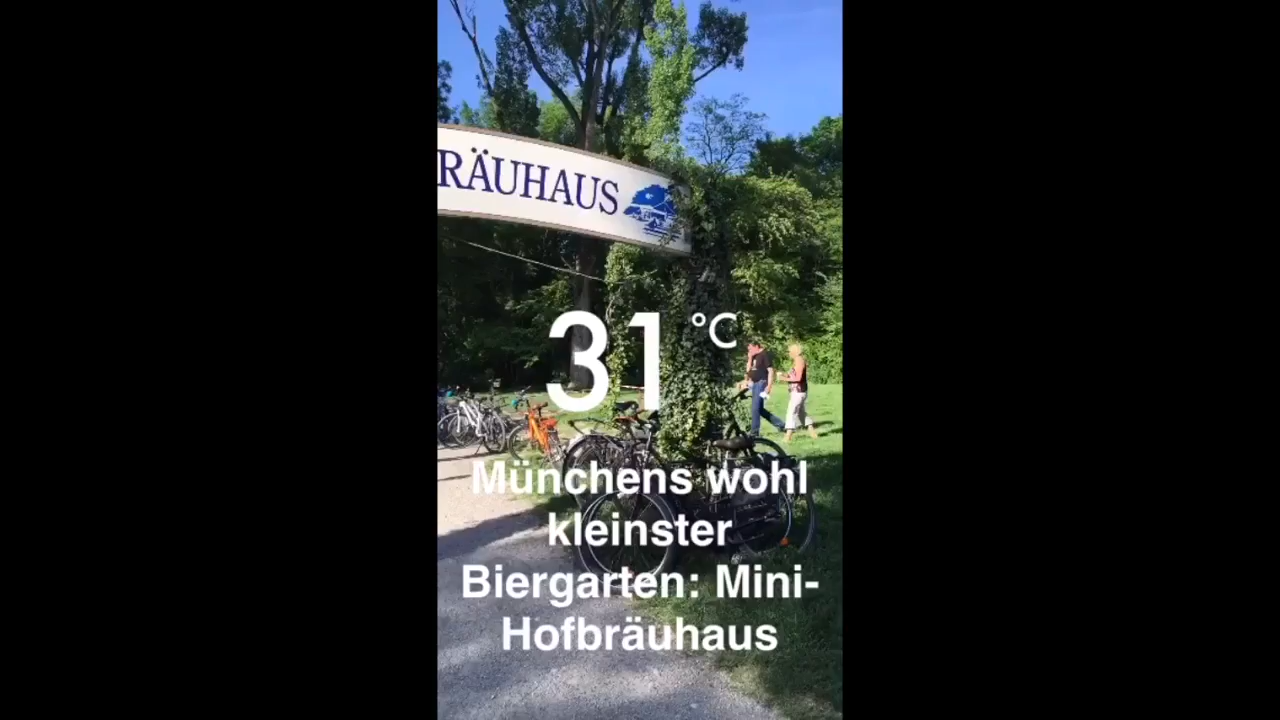 RÄUHAUS
31 °C
Münchens wohl
kleinster
Biergarten: Mini-
Hofbräuhaus